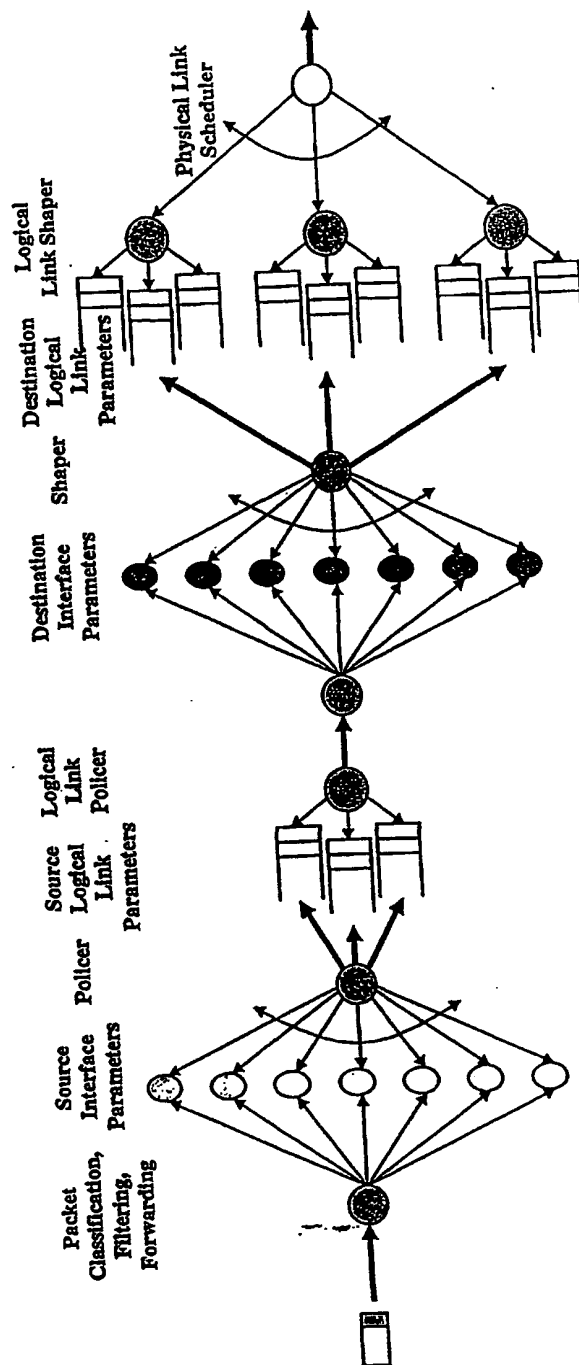 Packet
Classification,
Filtering,
Forwarding
Source
Interface
Parameters
Policer
Source
Logical
Link
Parameters
Logical
Link
Policer
Destination
Interface
Parameters
Shaper
Destination
Logical
Link
Parameters
Logical
Link Shaper
Physical Link
Scheduler